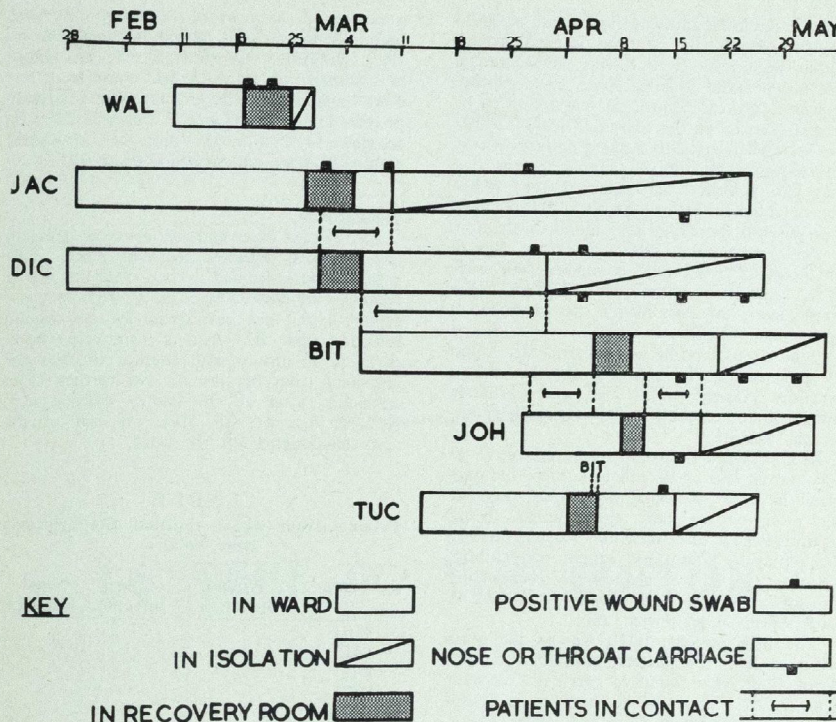 FEB MAR APR MAY
28 4 11 18 25 4 11 18 25 1 8 15 22 29
WAL
JAC
DIC
BIT
JOH
BIT
TUC
KEY IN WARD POSITIVE WOUND SWAB
IN ISOLATION NOSE OR THROAT CARRIAGE
IN RECOVERY ROOM PATIENTS IN CONTACT